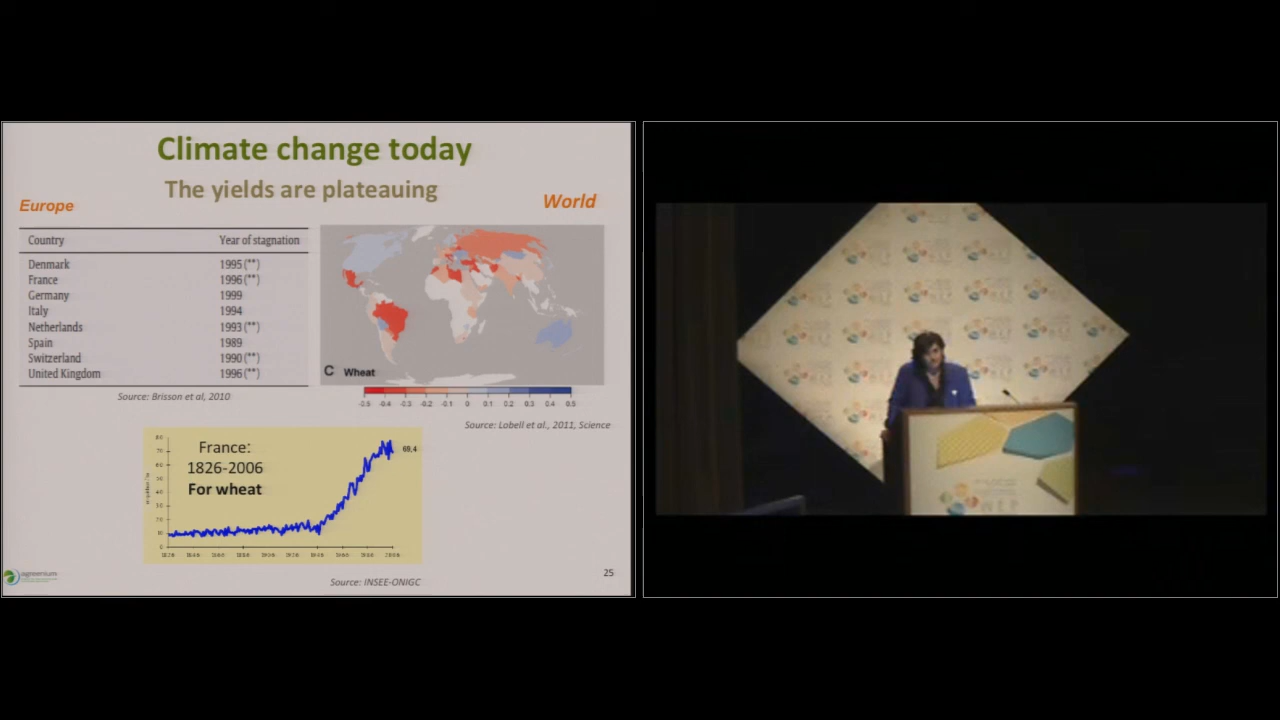 Climate change today
The yields are plateauing
Europe
World
Country Year of stagnation
Denmark 1995 (**)
France 1996 (**)
Germany 1999
Italy 1994
Netherlands 1993 (**)
Spain 1989
Switzerland 1990 (**)
United Kingdom 1996 (**)
Source: Brisson et al, 2010
C Wheat
-0.5 -0.4 -0.3 -0.2 -0.1 0 0.1 0.2 0.3 0.4 0.5
Source: Lobell et al., 2011, Science
France:
1826-2006
For wheat
69,4
Source: INSEE-ONIGC
agreenium
25